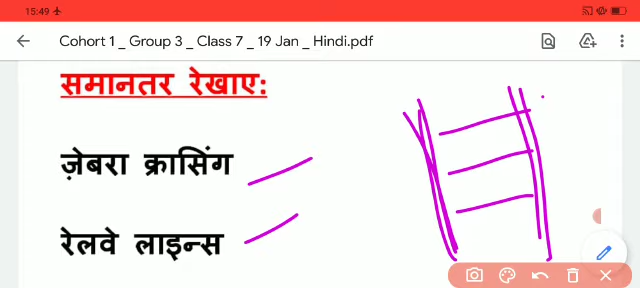 15:49
Cohort 1 _ Group 3 _ Class 7 _ 19 Jan _ Hindi.pdf
समानतर रेखाए:
ज़ेबरा क्रासिंग
रेलवे लाइन्स